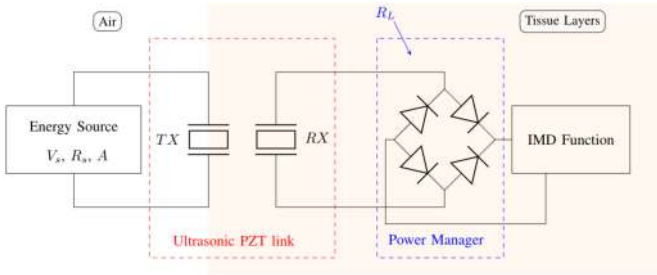 Air
R_L
Tissue Layers
Energy Source
V_s, R_s, A
TX
RX
IMD Function
Ultrasonic PZT link
Power Manager